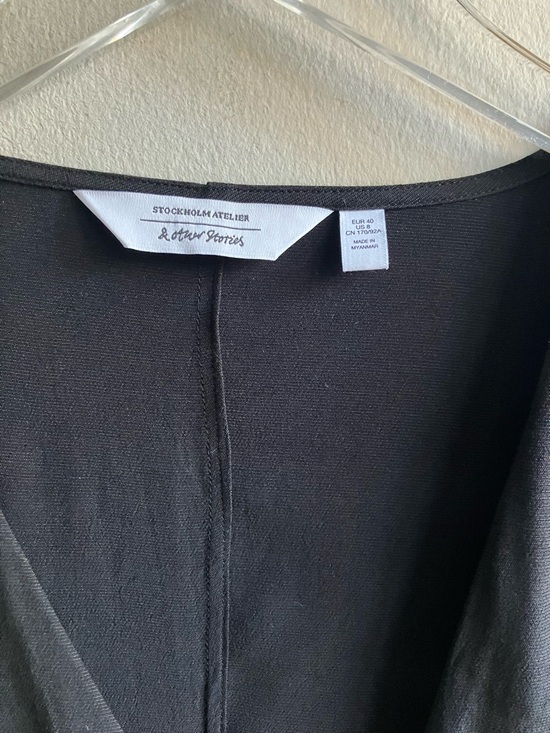 STOCKHOLM ATELIER
& other Stories
EUR 40
US 8
CN 170/92A
MADE IN
MYANMAR